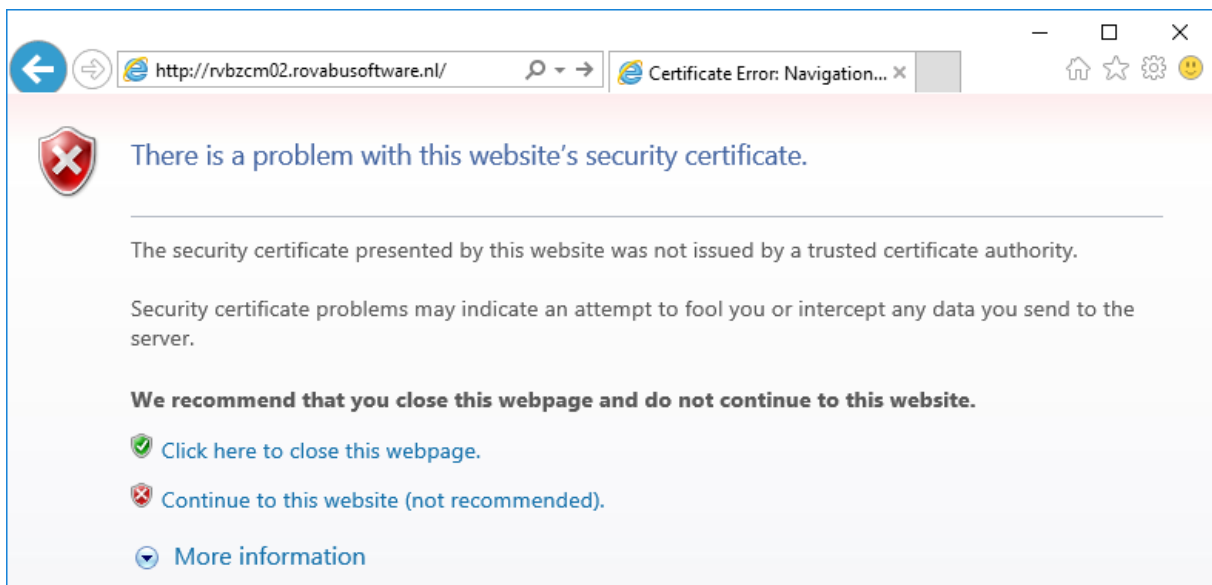 http://rvbzcm02.rovabusoftware.nl/
Certificate Error: Navigation...
There is a problem with this website's security certificate.
The security certificate presented by this website was not issued by a trusted certificate authority.
Security certificate problems may indicate an attempt to fool you or intercept any data you send to the
server.
We recommend that you close this webpage and do not continue to this website.
Click here to close this webpage.
Continue to this website (not recommended).
More information